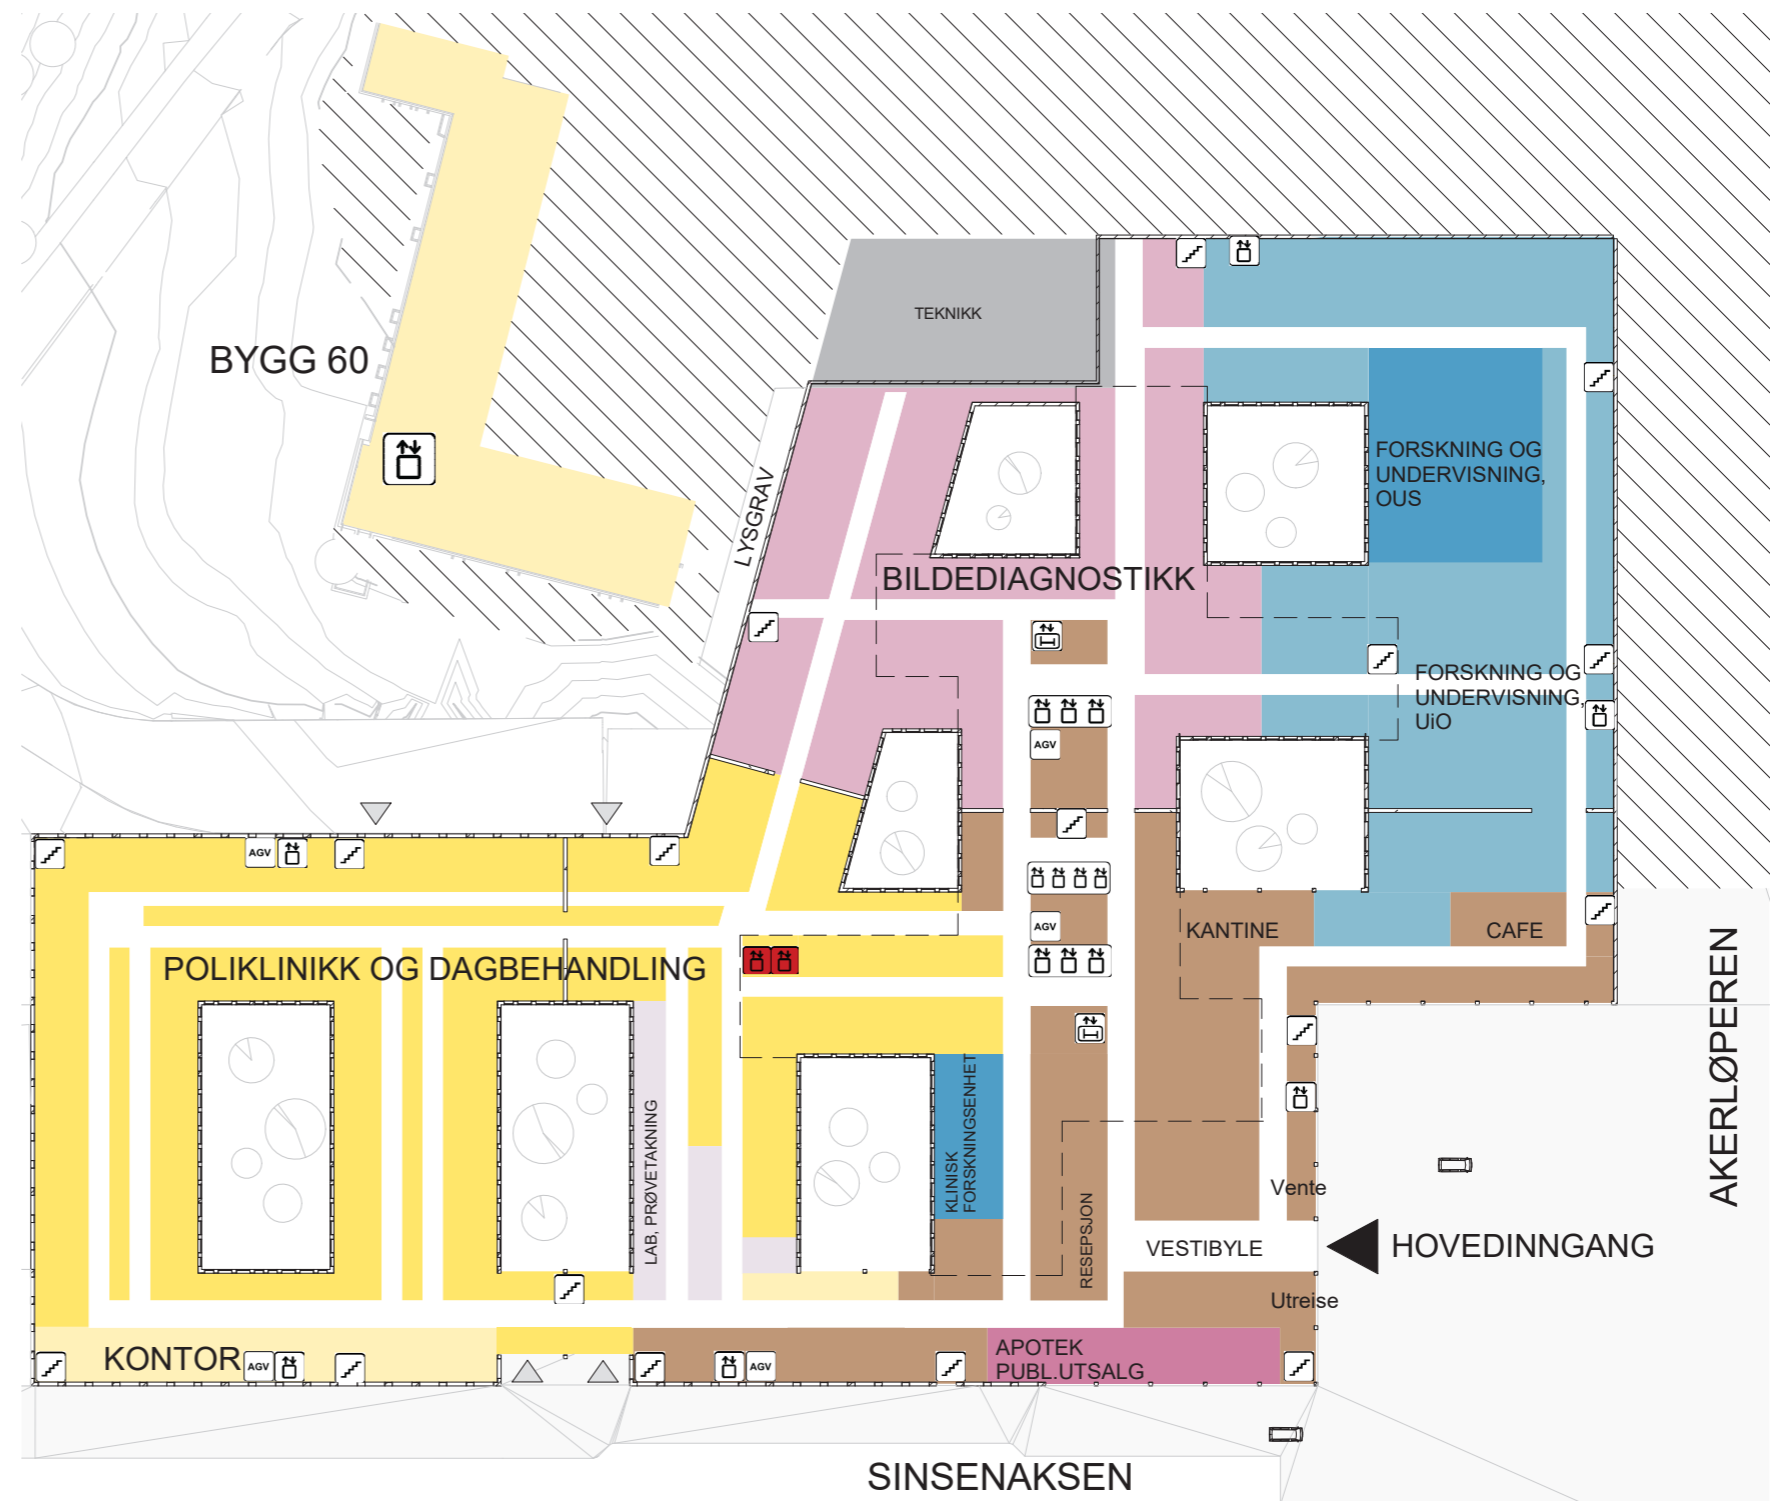 TEKNIKK
BYGG 60
FORSKNING OG
UNDERVISNING,
OUS
LYSGRAV
BILDEDIAGNOSTIKK
FORSKNING OG
UNDERVISNING,
UiO
AGV
AGV
AGV
KANTINE
CAFE
POLIKLINIKK OG DAGBEHANDLING
AKERLØPEREN
LAB, PRØVETAKNING
KLINISK
FORSKNINGSENHET
RESEPSJON
Vente
VESTIBYLE
HOVEDINNGANG
Utreise
KONTOR
AGV
AGV
APOTEK
PUBL.UTSALG
SINSENAKSEN